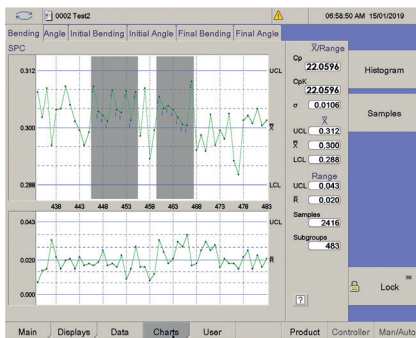 0002 Test2 06:58:50 AM 15/01/2019
Bending Angle Initial Bending Initial Angle Final Bending Final Angle
SPC
0.312 UCL
0.300 X̿
0.288 LCL
438 443 448 453 458 463 468 473 478 483
0.043 UCL
0.020 R̅
0.000
X̅/Range
Cp
22.0596
CpK
22.0596
σ 0.0106
X̅
UCL 0,312
X̿ 0.300
LCL 0,288
Range
UCL 0,043
R̅ 0,020
Samples
2416
Subgroups
483
?
Histogram
Samples
Lock
Main Displays Data Charts User Product Controller Man/Auto